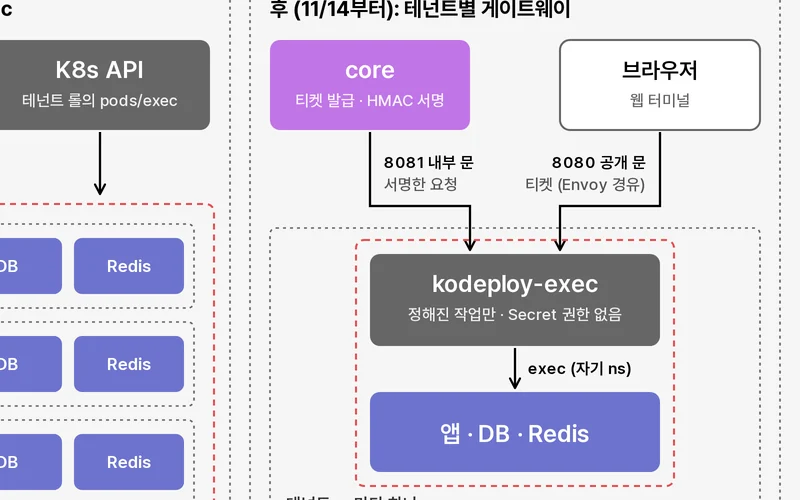 c
K8s API
테넌트 롤의 pods/exec
DB
Redis
DB
Redis
DB
Redis
후 (11/14부터): 테넌트별 게이트웨이
core
티켓 발급 · HMAC 서명
브라우저
웹 터미널
8081 내부 문
서명한 요청
8080 공개 문
티켓 (Envoy 경유)
kodeploy-exec
정해진 작업만 · Secret 권한 없음
exec (자기 ns)
앱 · DB · Redis